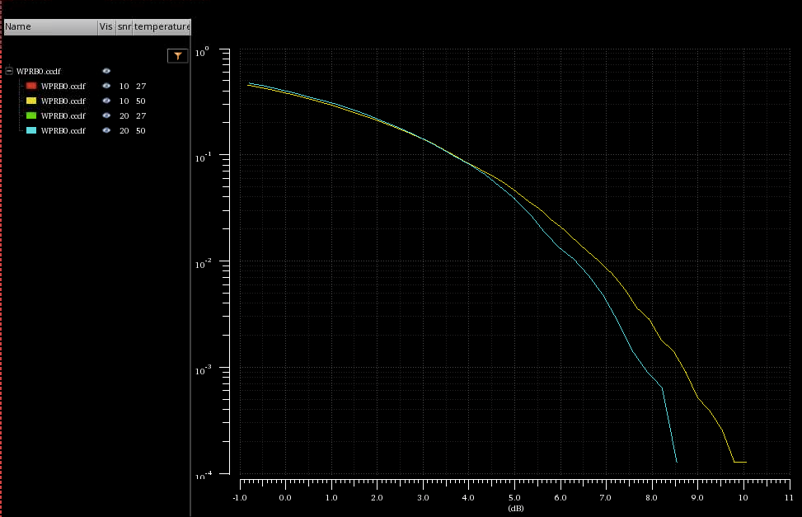 Name Vis snr temperature
WPRB0.ccdf
WPRB0.ccdf 10 27
WPRB0.ccdf 10 50
WPRB0.ccdf 20 27
WPRB0.ccdf 20 50
10^0
10^-1
10^-2
10^-3
10^-4
-1.0 0.0 1.0 2.0 3.0 4.0 5.0 6.0 7.0 8.0 9.0 10 11
(dB)